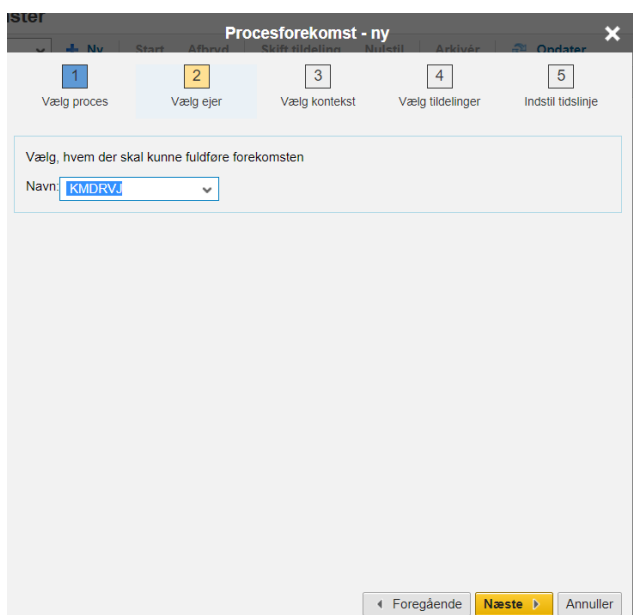 Procesforekomst - ny
Ny Start Afbryd Skift tildeling Nulstil Arkivér Opdater
1 2 3 4 5
Vælg proces Vælg ejer Vælg kontekst Vælg tildelinger Indstil tidslinje
Vælg, hvem der skal kunne fuldføre forekomsten
Navn: KMDRVJ
Foregående Næste Annuller